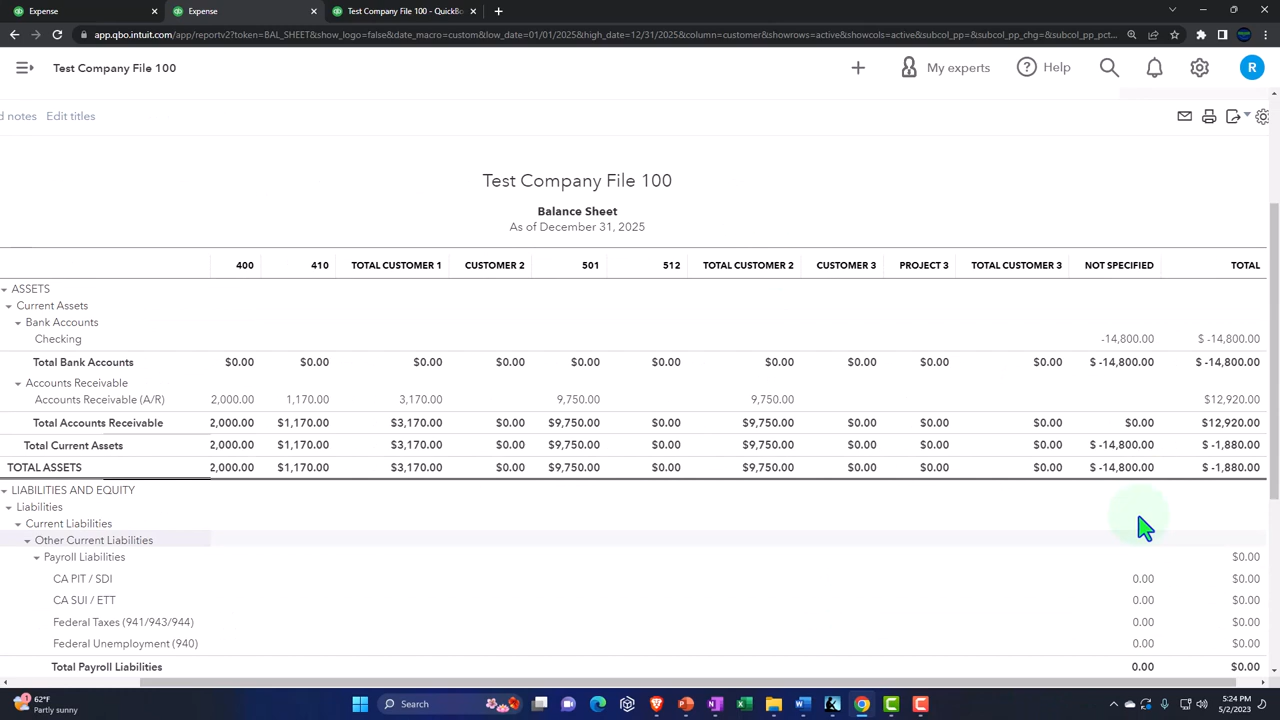 Expense
Expense
Test Company File 100 - QuickBo
app.qbo.intuit.com/app/reportv2?token=BAL_SHEET&show_logo=false&date_macro=custom&low_date=01/01/2025&high_date=12/31/2025&column=customer&showrows=active&showcols=active&subcol_pp=&subcol_pp_chg=&subcol_pp_pct...
Test Company File 100
My experts
Help
R
d notes Edit titles
Test Company File 100
Balance Sheet
As of December 31, 2025
400 410 TOTAL CUSTOMER 1 CUSTOMER 2 501 512 TOTAL CUSTOMER 2 CUSTOMER 3 PROJECT 3 TOTAL CUSTOMER 3 NOT SPECIFIED TOTAL
ASSETS
Current Assets
Bank Accounts
Checking -14,800.00 $ -14,800.00
Total Bank Accounts $0.00 $0.00 $0.00 $0.00 $0.00 $0.00 $0.00 $0.00 $0.00 $0.00 $ -14,800.00 $ -14,800.00
Accounts Receivable
Accounts Receivable (A/R) 2,000.00 1,170.00 3,170.00 9,750.00 9,750.00 $12,920.00
Total Accounts Receivable 2,000.00 $1,170.00 $3,170.00 $0.00 $9,750.00 $0.00 $9,750.00 $0.00 $0.00 $0.00 $0.00 $12,920.00
Total Current Assets 2,000.00 $1,170.00 $3,170.00 $0.00 $9,750.00 $0.00 $9,750.00 $0.00 $0.00 $0.00 $ -14,800.00 $ -1,880.00
TOTAL ASSETS 2,000.00 $1,170.00 $3,170.00 $0.00 $9,750.00 $0.00 $9,750.00 $0.00 $0.00 $0.00 $ -14,800.00 $ -1,880.00
LIABILITIES AND EQUITY
Liabilities
Current Liabilities
Other Current Liabilities
Payroll Liabilities $0.00
CA PIT / SDI 0.00 $0.00
CA SUI / ETT 0.00 $0.00
Federal Taxes (941/943/944) 0.00 $0.00
Federal Unemployment (940) 0.00 $0.00
Total Payroll Liabilities 0.00 $0.00
1
62°F
Partly sunny
Search
5:24 PM
5/2/2023